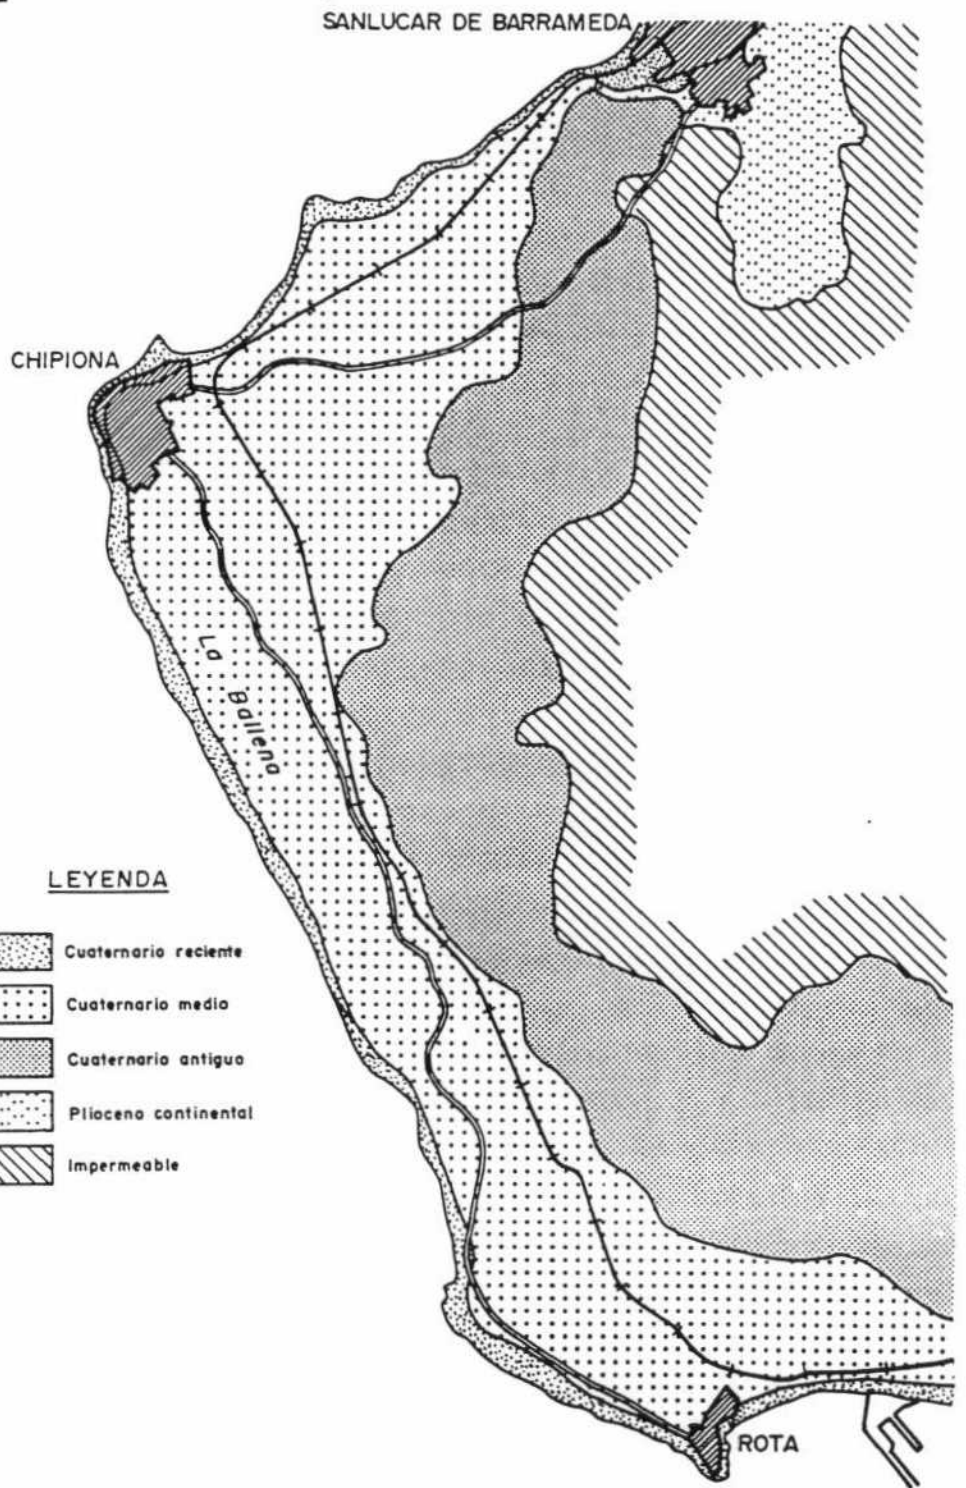 SANLUCAR DE BARRAMEDA
CHIPIONA
La Ballena
LEYENDA
Cuaternario reciente
Cuaternario medio
Cuaternario antiguo
Plioceno continental
Impermeable
ROTA